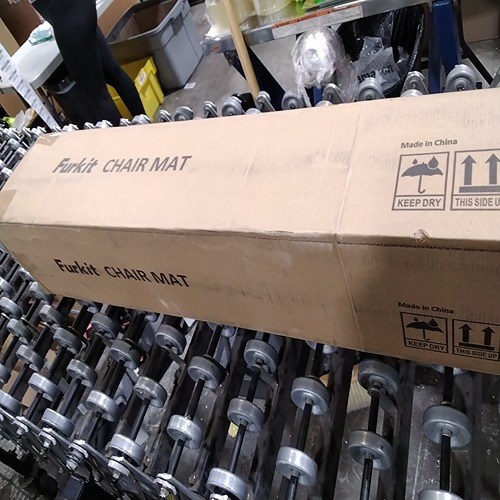 Furkit CHAIR MAT
Made in China
KEEP DRY
THIS SIDE U
Furkit CHAIR MAT
Made in China
KEEP DRY
THIS SIDE UP